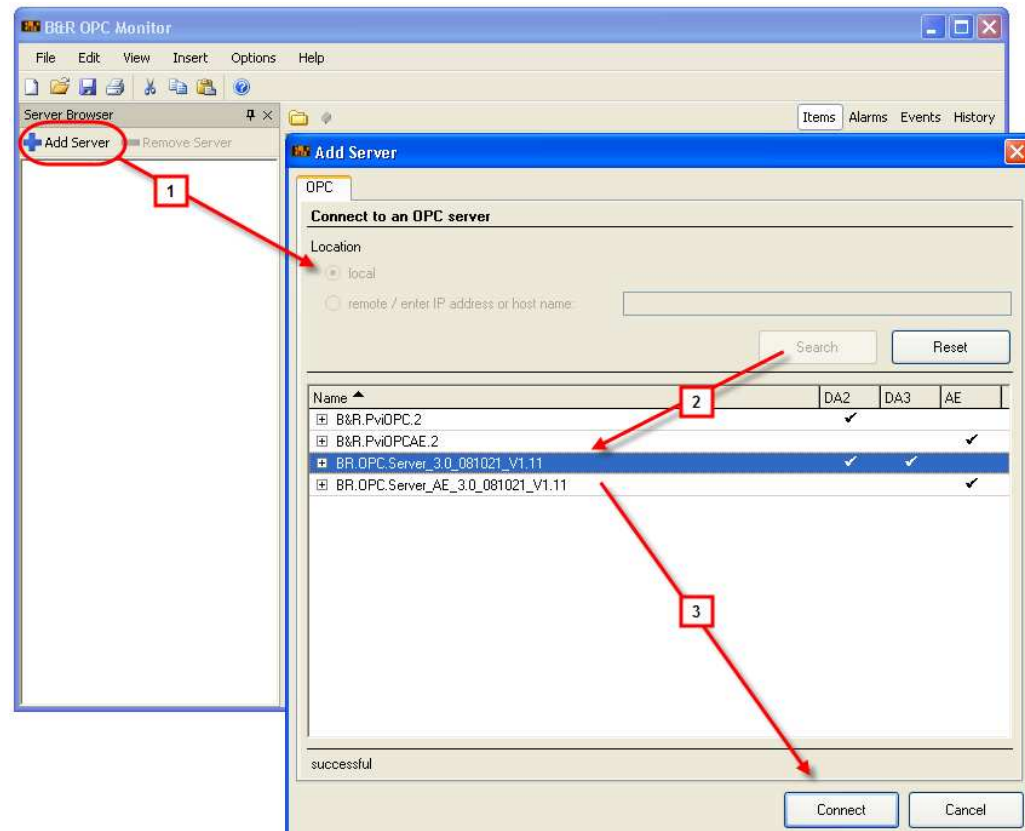 B&R OPC Monitor
File Edit View Insert Options Help
Server Browser
Items Alarms Events History
Add Server Remove Server
Add Server
1
OPC
Connect to an OPC server
Location
local
remote / enter IP address or host name:
Search Reset
Name DA2 DA3 AE
2
B&R.PviOPC.2
B&R.PviOPCAE.2
BR.OPC.Server_3.0_081021_V1.11
BR.OPC.Server_AE_3.0_081021_V1.11
3
successful
Connect Cancel